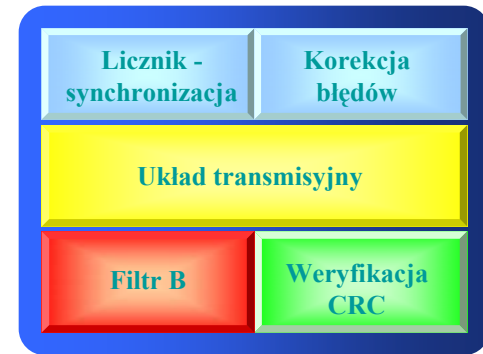 Licznik -
synchronizacja
Korekcja
błędów
Układ transmisyjny
Filtr B
Weryfikacja
CRC